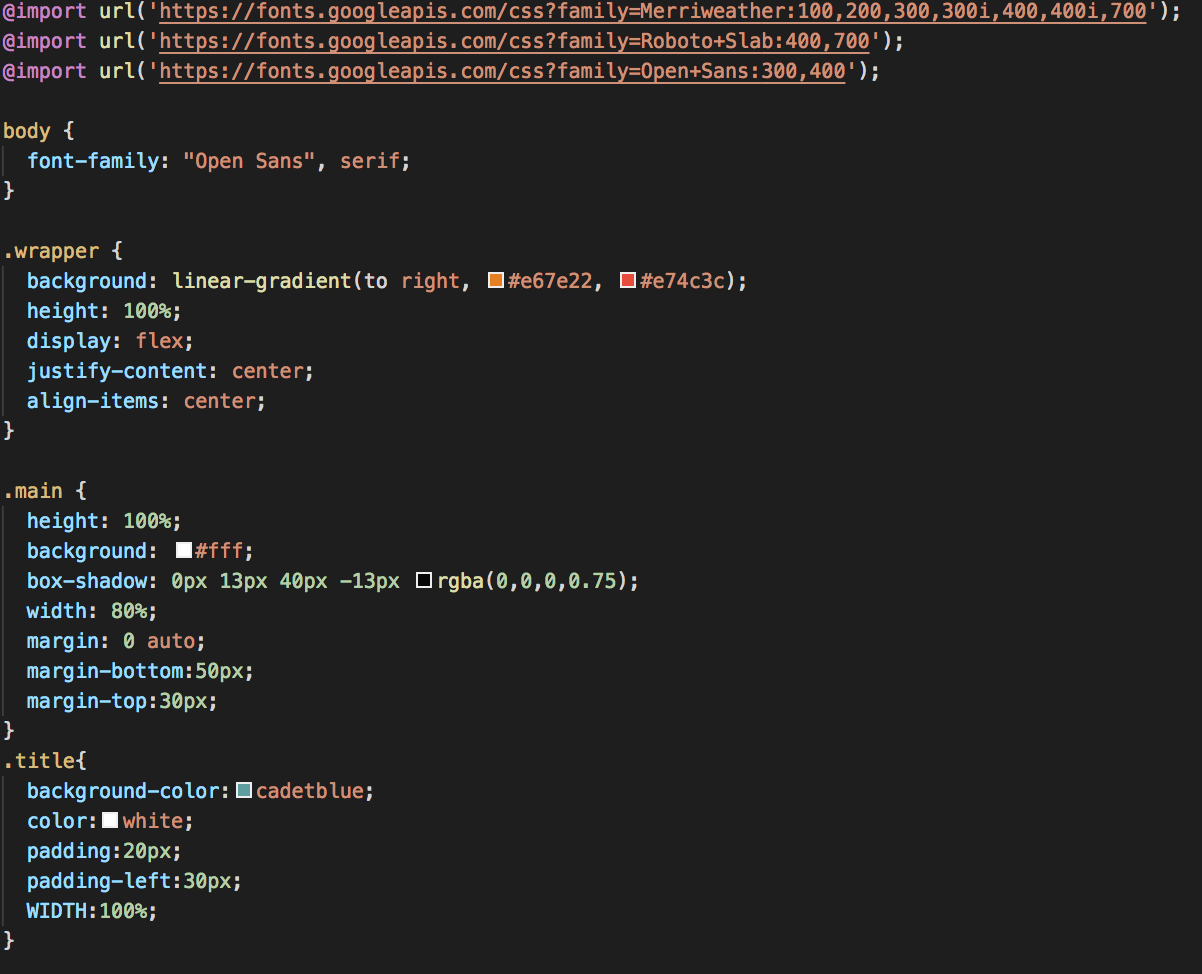 @import url('https://fonts.googleapis.com/css?family=Merriweather:100,200,300,300i,400,400i,700');
@import url('https://fonts.googleapis.com/css?family=Roboto+Slab:400,700');
@import url('https://fonts.googleapis.com/css?family=Open+Sans:300,400');

body {
  font-family: "Open Sans", serif;
}

.wrapper {
  background: linear-gradient(to right, #e67e22, #e74c3c);
  height: 100%;
  display: flex;
  justify-content: center;
  align-items: center;
}

.main {
  height: 100%;
  background: #fff;
  box-shadow: 0px 13px 40px -13px rgba(0,0,0,0.75);
  width: 80%;
  margin: 0 auto;
  margin-bottom:50px;
  margin-top:30px;
}
.title{
  background-color:cadetblue;
  color:white;
  padding:20px;
  padding-left:30px;
  WIDTH:100%;
}